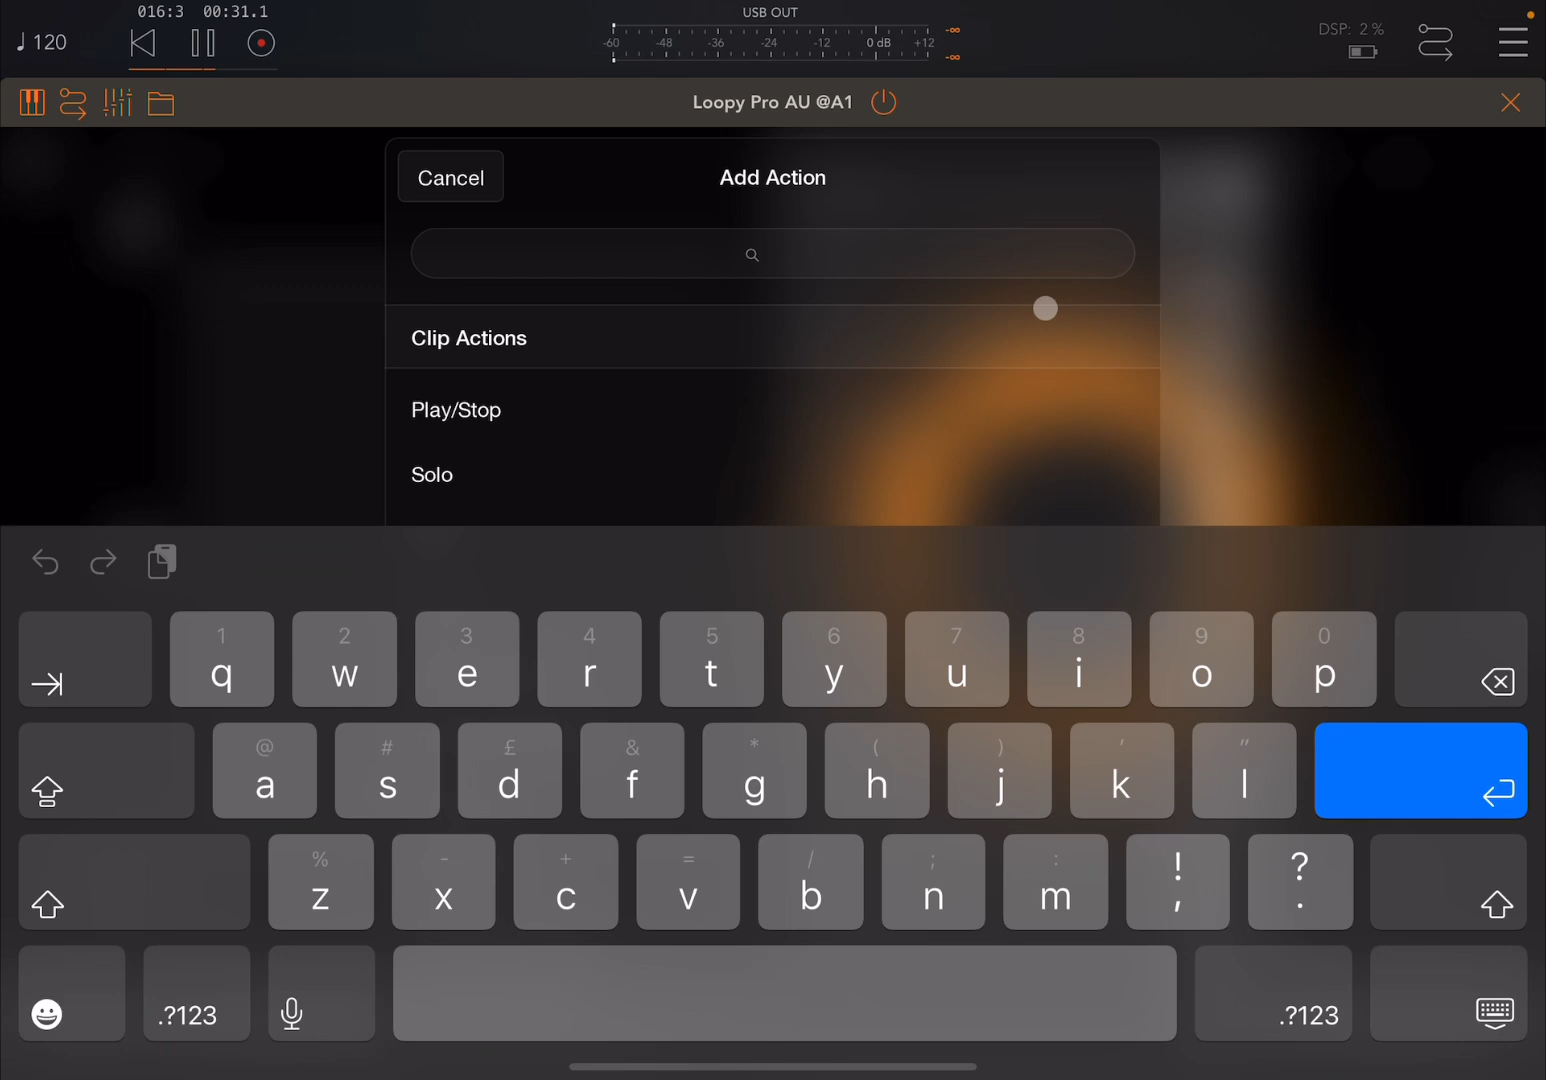 016:3 00:31.1
120
USB OUT
-60 -48 -36 -24 -12 0 dB +12
-∞
-∞
DSP: 2 %
Loopy Pro AU @A1
Cancel
Add Action
Clip Actions
Play/Stop
Solo
1 2 3 4 5 6 7 8 9 0
q w e r t y u i o p
@ # £ & * ( ) ' "
a s d f g h j k l
% - + = / ; : ! ?
z x c v b n m , .
.?123 .?123